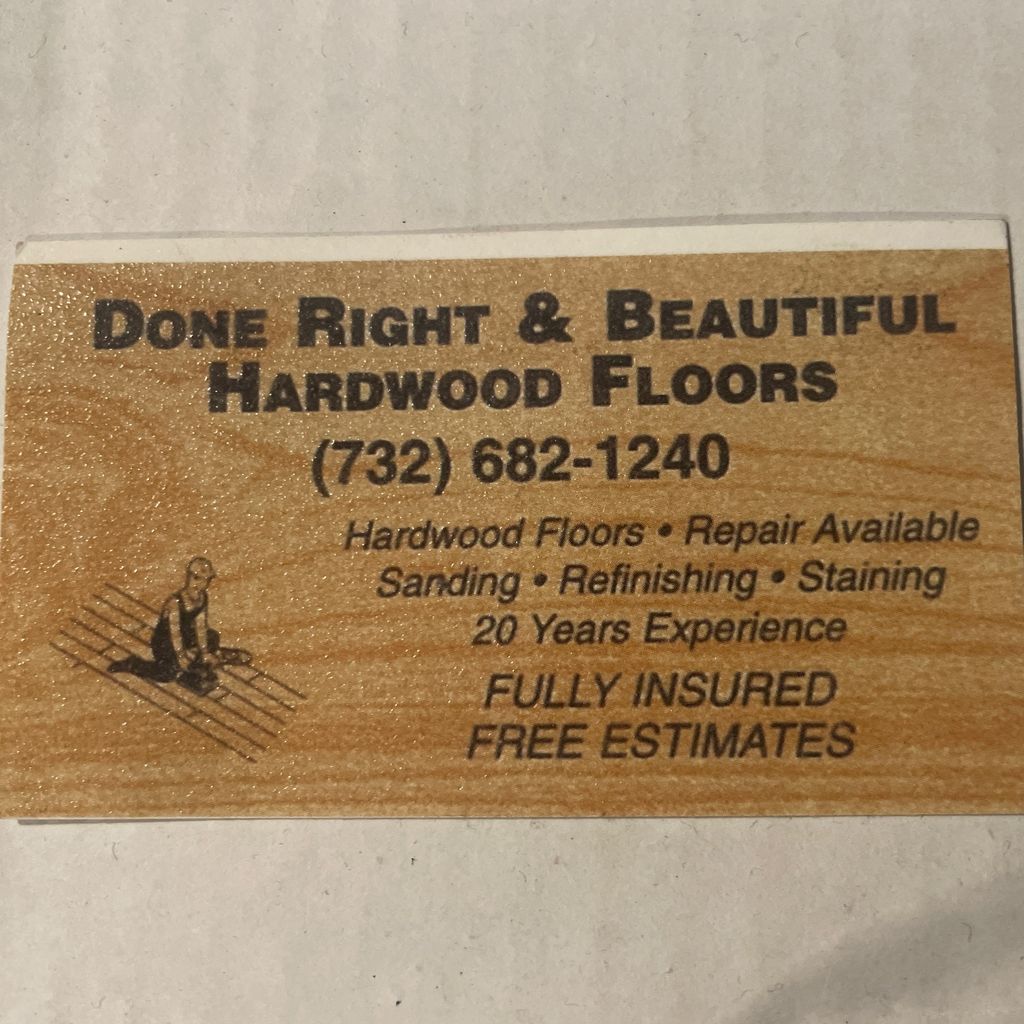 DONE RIGHT & BEAUTIFUL
HARDWOOD FLOORS
(732) 682-1240
Hardwood Floors • Repair Available
Sanding • Refinishing • Staining
20 Years Experience
FULLY INSURED
FREE ESTIMATES